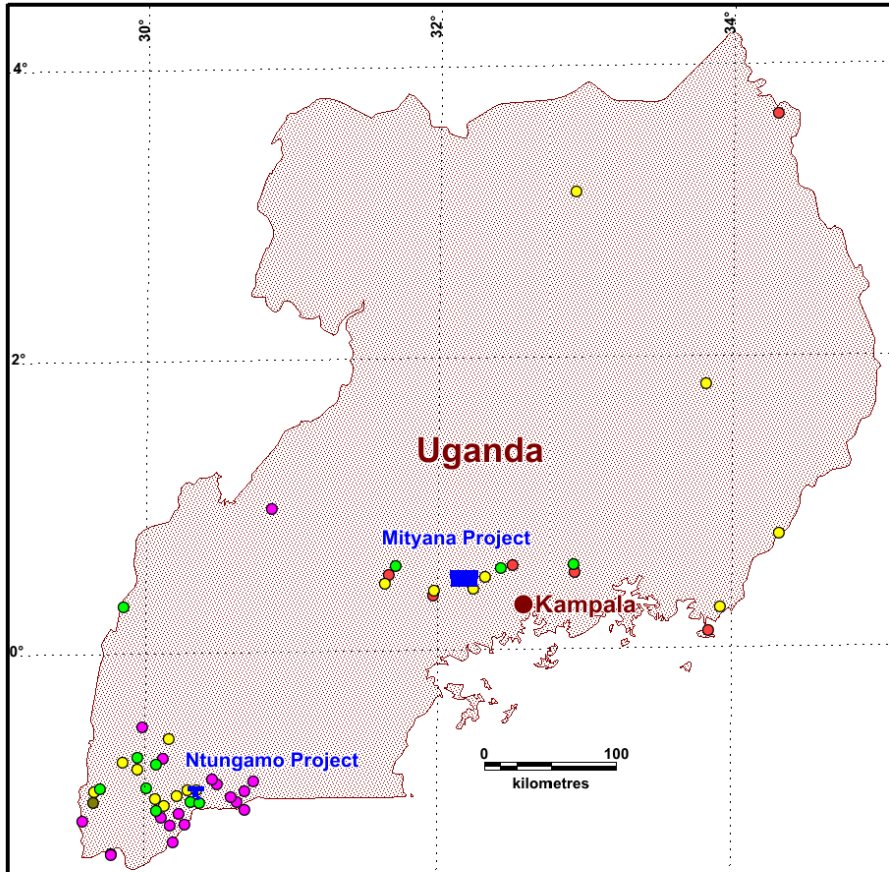 30°
32°
34°
4°
2°
Uganda
Mityana Project
Kampala
0°
Ntungamo Project
0
100
kilometres